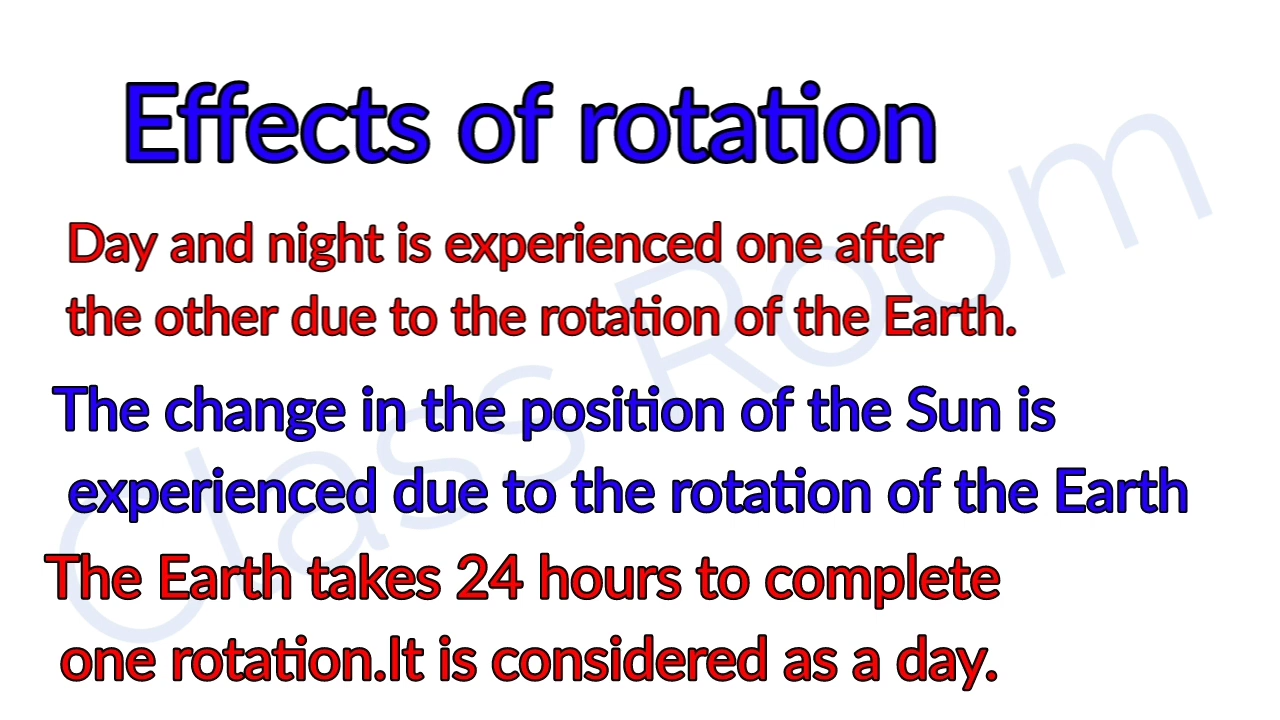 Effects of rotation
Day and night is experienced one after
the other due to the rotation of the Earth.
The change in the position of the Sun is
experienced due to the rotation of the Earth
The Earth takes 24 hours to complete
one rotation.It is considered as a day.
Class Room